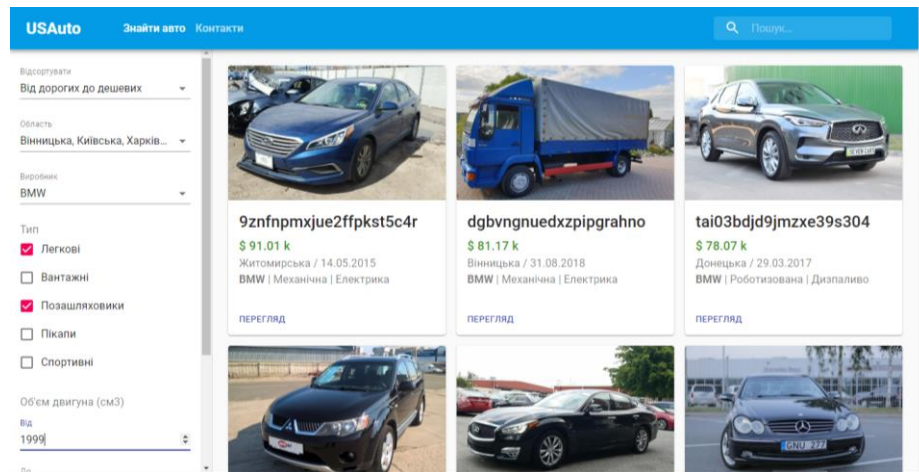 USAuto
Знайти авто Контакти
Пошук...
Відсортувати
Від дорогих до дешевих
Область
Вінницька, Київська, Харків...
Виробник
BMW
Тип
Легкові
Вантажні
Позашляховики
Пікапи
Спортивні
Об'єм двигуна (см3)
Від
1999
9znfnpmxjue2ffpkst5c4r
$ 91.01 k
Житомирська / 14.05.2015
BMW | Механічна | Електрика
ПЕРЕГЛЯД
dgbvngnuedxzpipgrahno
$ 81.17 k
Вінницька / 31.08.2018
BMW | Механічна | Електрика
ПЕРЕГЛЯД
tai03bdjd9jmzxe39s304
$ 78.07 k
Донецька / 29.03.2017
BMW | Роботизована | Дизпаливо
ПЕРЕГЛЯД
GNU 277